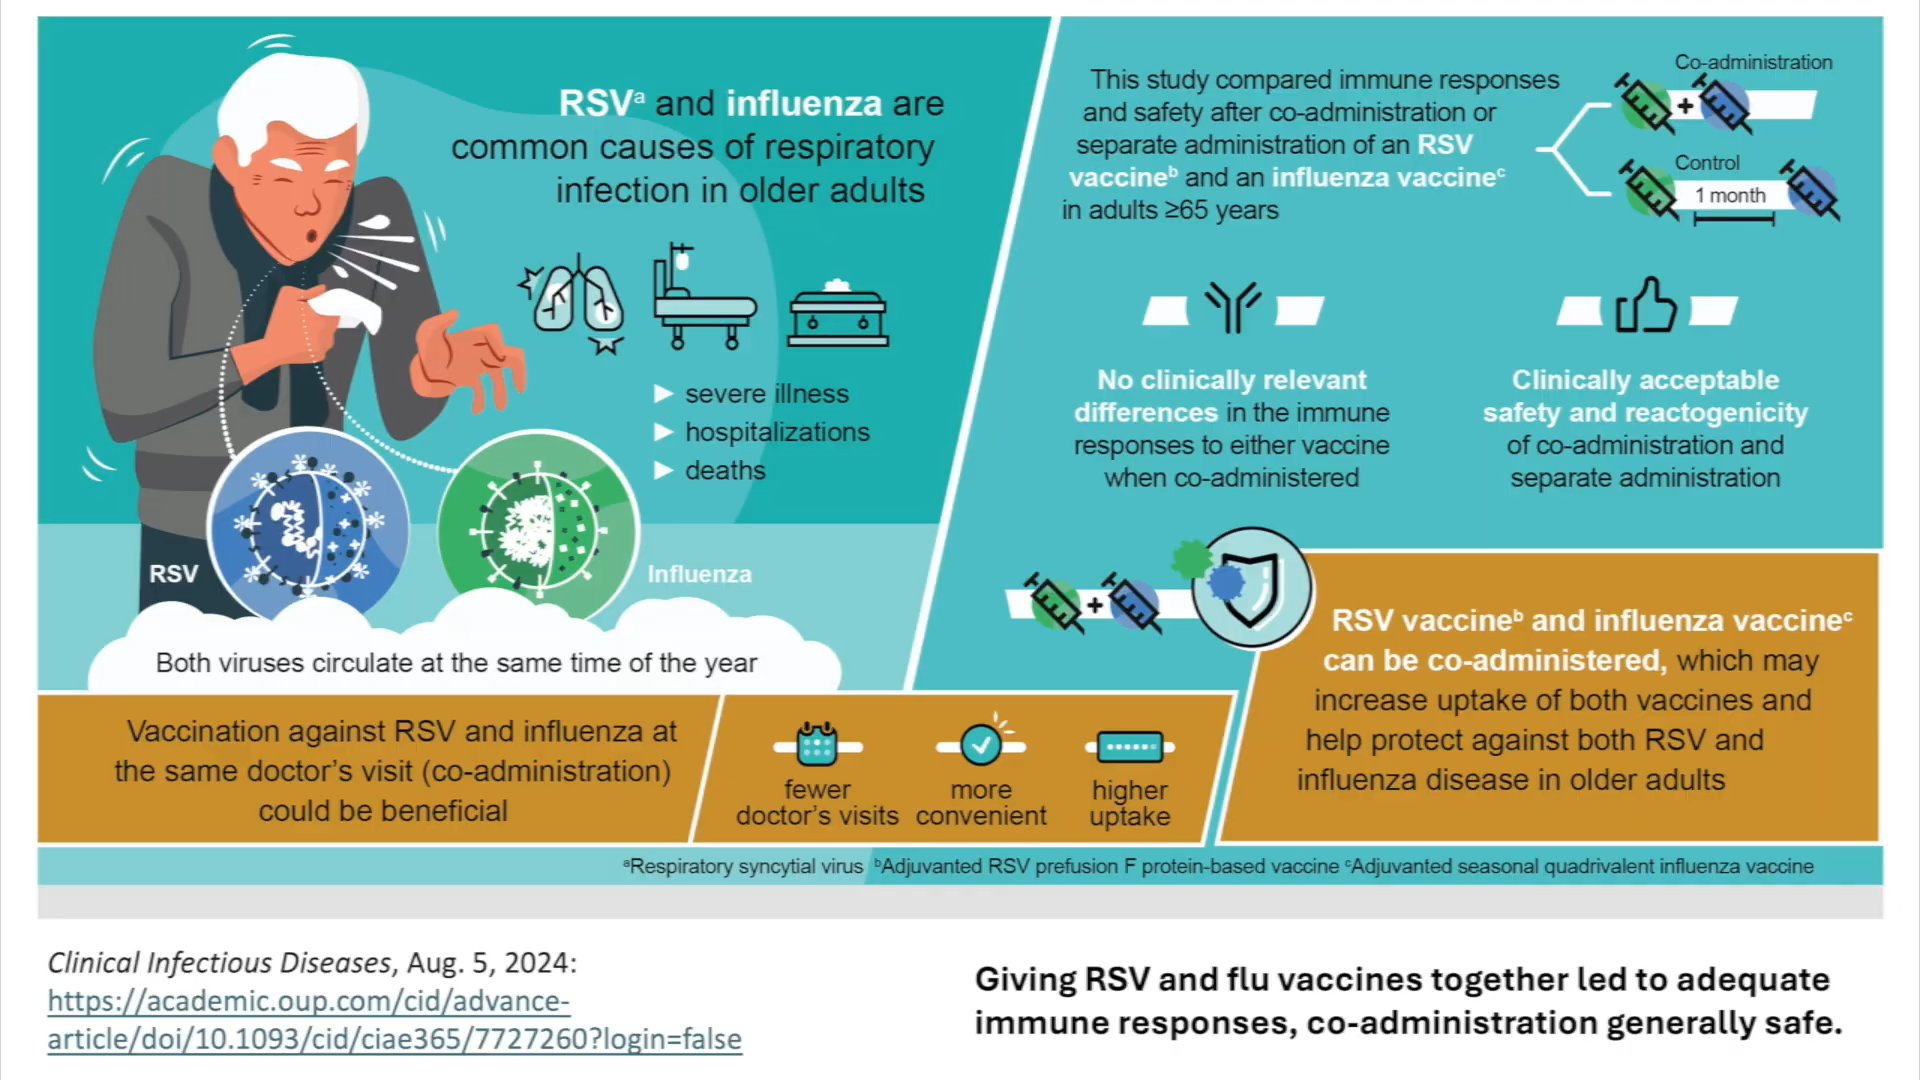 RSVᵃ and influenza are
common causes of respiratory
infection in older adults
severe illness
hospitalizations
deaths
RSV
Influenza
Both viruses circulate at the same time of the year
Vaccination against RSV and influenza at
the same doctor's visit (co-administration)
could be beneficial
fewer
doctor's visits
more
convenient
higher
uptake
This study compared immune responses
and safety after co-administration or
separate administration of an RSV
vaccineᵇ and an influenza vaccineᶜ
in adults ≥65 years
Co-administration
+
Control
1 month
No clinically relevant
differences in the immune
responses to either vaccine
when co-administered
Clinically acceptable
safety and reactogenicity
of co-administration and
separate administration
+
RSV vaccineᵇ and influenza vaccineᶜ
can be co-administered, which may
increase uptake of both vaccines and
help protect against both RSV and
influenza disease in older adults
ᵃRespiratory syncytial virus ᵇAdjuvanted RSV prefusion F protein-based vaccine ᶜAdjuvanted seasonal quadrivalent influenza vaccine
Clinical Infectious Diseases, Aug. 5, 2024:
https://academic.oup.com/cid/advance-
article/doi/10.1093/cid/ciae365/7727260?login=false
Giving RSV and flu vaccines together led to adequate
immune responses, co-administration generally safe.